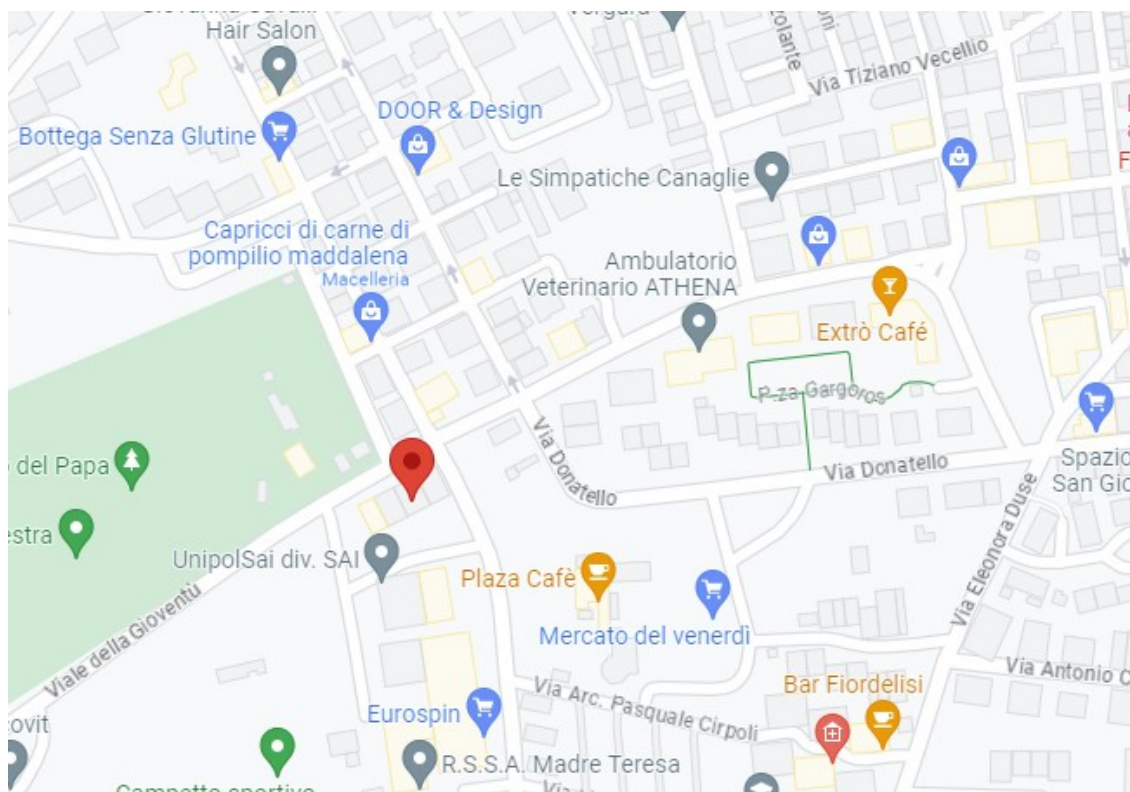 Hair Salon
Bottega Senza Glutine
DOOR & Design
Via Tiziano Vecellio
Le Simpatiche Canaglie
Capricci di carne di
pompilio maddalena
Macelleria
Ambulatorio
Veterinario ATHENA
Extrò Café
P.za Gargoros
Via Donatello
Via Donatello
del Papa
UnipolSai div. SAI
Viale della Gioventù
Plaza Cafè
Mercato del venerdì
Spazio
San Gio
Via Eleonora Duse
Via Antonio C
Via Arc. Pasquale Cirpoli
Bar Fiordelisi
Eurospin
R.S.S.A. Madre Teresa
Campetto sportivo